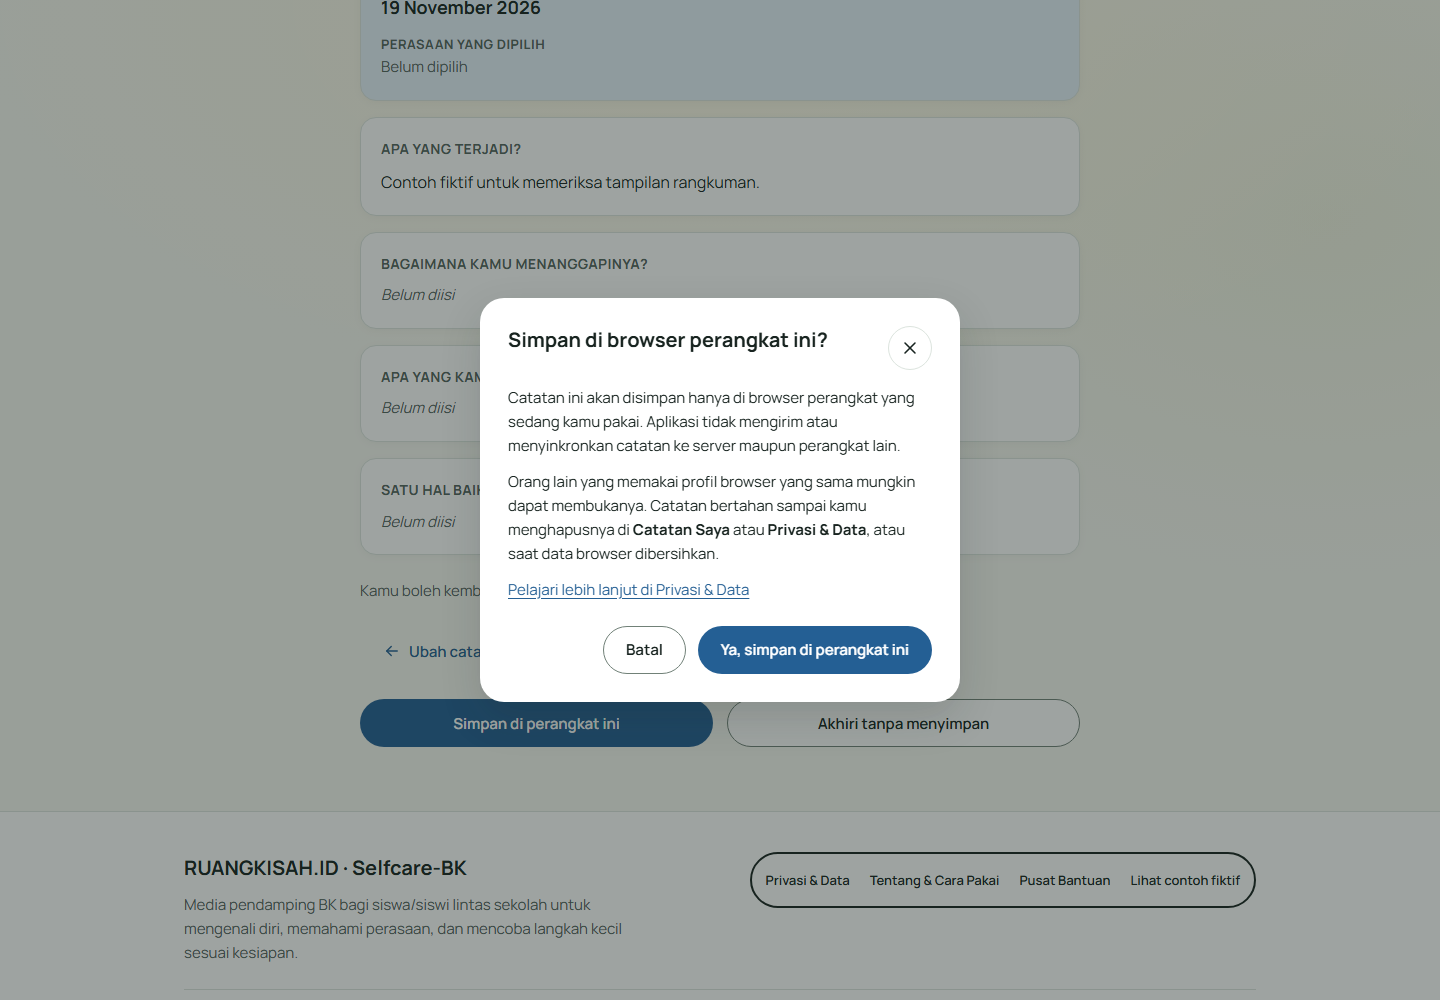 19 November 2026
PERASAAN YANG DIPILIH
Belum dipilih
APA YANG TERJADI?
Contoh fiktif untuk memeriksa tampilan rangkuman.
BAGAIMANA KAMU MENANGGAPINYA?
Belum diisi
APA YANG KAM
Belum diisi
SATU HAL BAIK
Belum diisi
Kamu boleh kemb
Ubah cata
Simpan di perangkat ini
Akhiri tanpa menyimpan
Simpan di browser perangkat ini?
Catatan ini akan disimpan hanya di browser perangkat yang
sedang kamu pakai. Aplikasi tidak mengirim atau
menyinkronkan catatan ke server maupun perangkat lain.
Orang lain yang memakai profil browser yang sama mungkin
dapat membukanya. Catatan bertahan sampai kamu
menghapusnya di Catatan Saya atau Privasi & Data, atau
saat data browser dibersihkan.
Pelajari lebih lanjut di Privasi & Data
Batal
Ya, simpan di perangkat ini
RUANGKISAH.ID · Selfcare-BK
Media pendamping BK bagi siswa/siswi lintas sekolah untuk
mengenali diri, memahami perasaan, dan mencoba langkah kecil
sesuai kesiapan.
Privasi & Data
Tentang & Cara Pakai
Pusat Bantuan
Lihat contoh fiktif